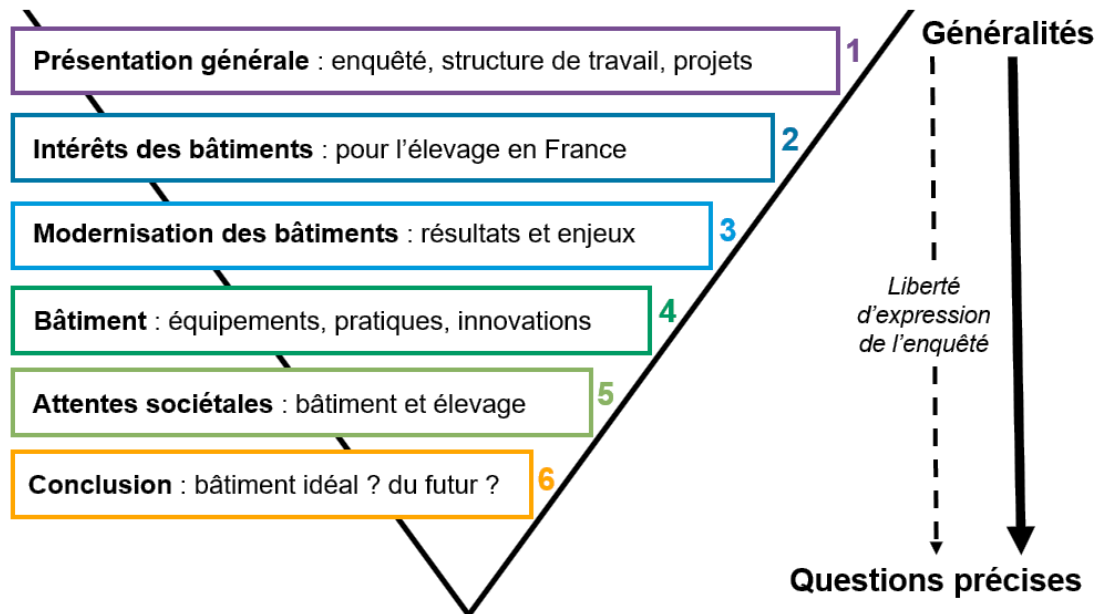 Présentation générale : enquêté, structure de travail, projets
1
Intérêts des bâtiments : pour l’élevage en France
2
Modernisation des bâtiments : résultats et enjeux
3
Bâtiment : équipements, pratiques, innovations
4
Attentes sociétales : bâtiment et élevage
5
Conclusion : bâtiment idéal ? du futur ?
6
Généralités
Liberté
d’expression
de l’enquêté
Questions précises